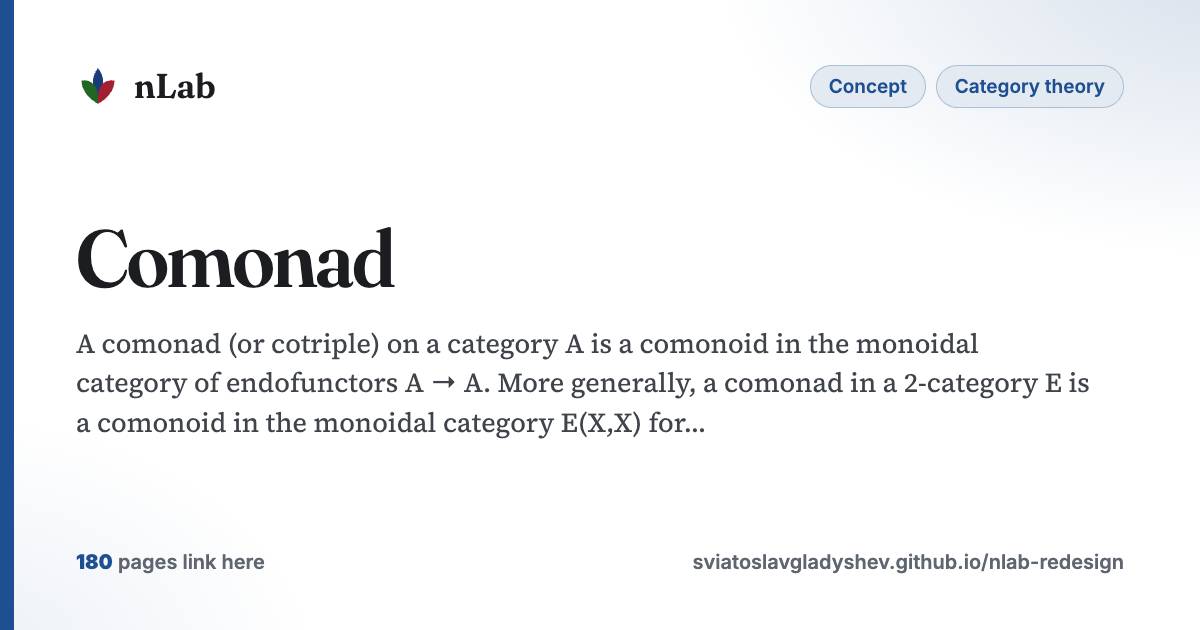 nLab
Concept
Category theory
Comonad
A comonad (or cotriple) on a category A is a comonoid in the monoidal
category of endofunctors A → A. More generally, a comonad in a 2-category E is
a comonoid in the monoidal category E(X,X) for...
180 pages link here
sviatoslavgladyshev.github.io/nlab-redesign